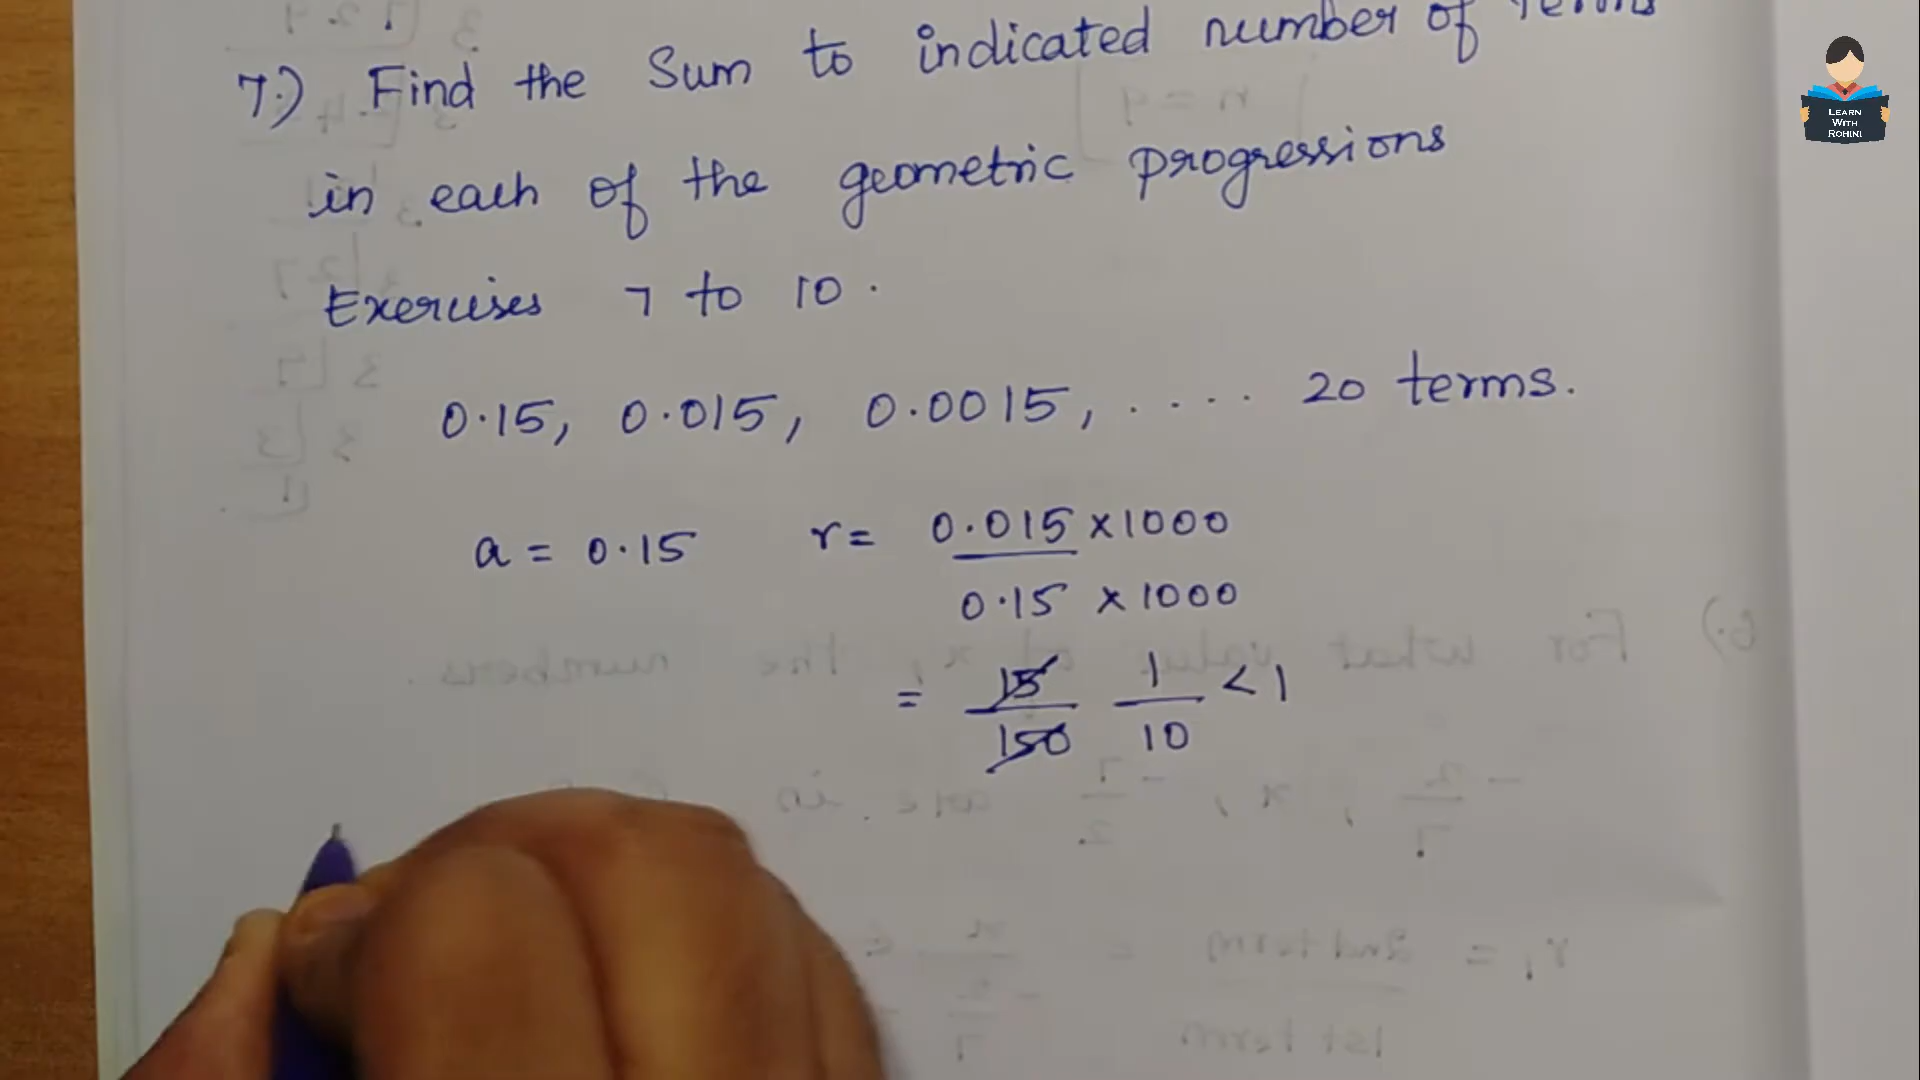 7.) Find the Sum to indicated number of Terms
in each of the geometric progressions
Exercises 7 to 10.
0.15, 0.015, 0.0015, .... 20 terms.
a = 0.15 r = 0.015 × 1000
0.15 × 1000
= 15 1 < 1
150 10
LEARN
WITH
ROHINI